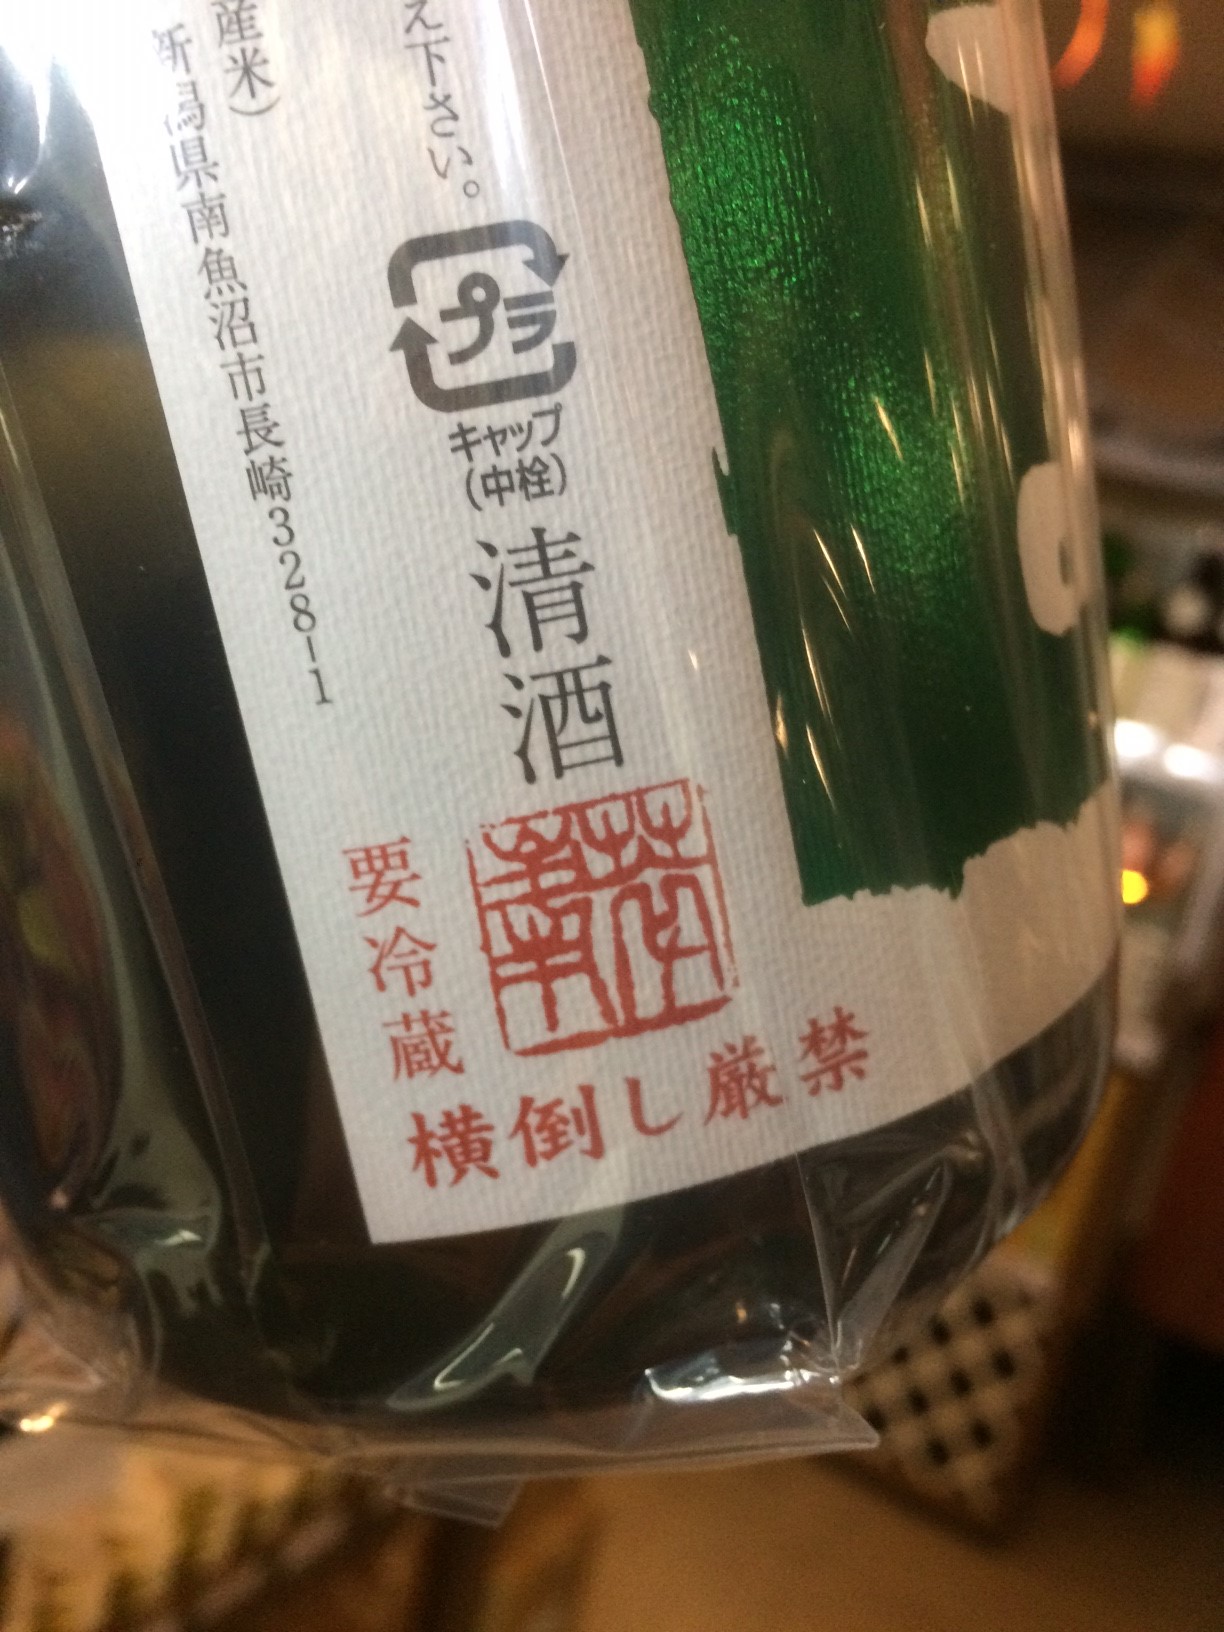 え下さい。
産米）
新潟県南魚沼市長崎328-1
プラ
キャップ
（中栓）
清酒
要冷蔵
横倒し厳禁